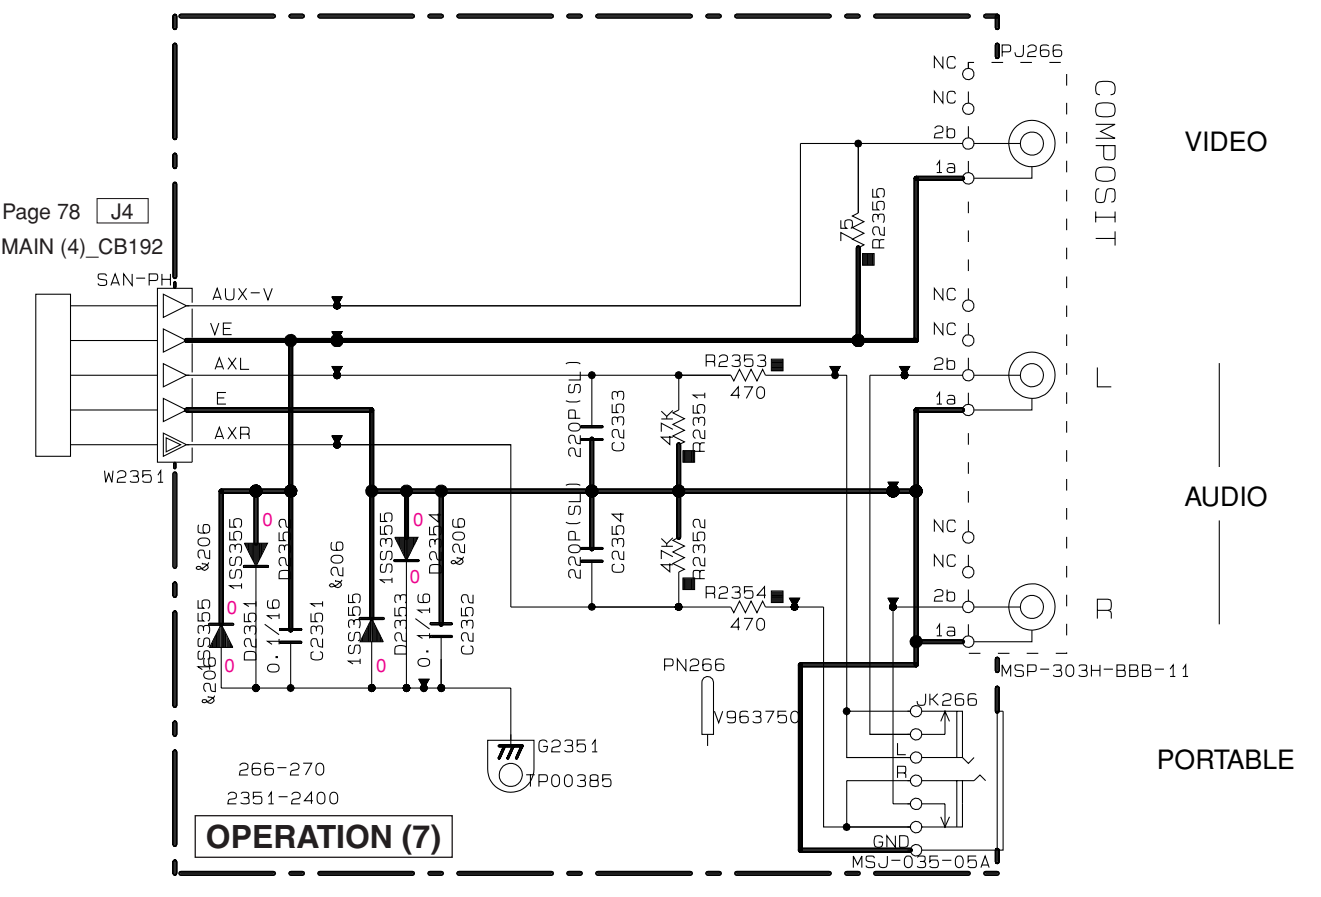 PJ266
NC
NC
2b
1a
COMPOSIT
VIDEO
Page 78 J4
MAIN (4)_CB192
SAN-PH
AUX-V
VE
AXL
E
AXR
W2351
75
R2355
NC
NC
2b
1a
L
R2353
470
220P(SL)
C2353
47K
R2351
AUDIO
220P(SL)
C2354
47K
R2352
R2354
470
NC
NC
2b
1a
R
&206
1SS355
0
D2352
&206
1SS355
0
D2354
0
&206
1SS355
0
D2351
0
&206
0.1/16
C2351
1SS355
D2353
0
0.1/16
C2352
PN266
V963750
MSP-303H-BBB-11
JK266
L
R
GND
MSJ-035-05A
PORTABLE
G2351
TP00385
266-270
2351-2400
OPERATION (7)